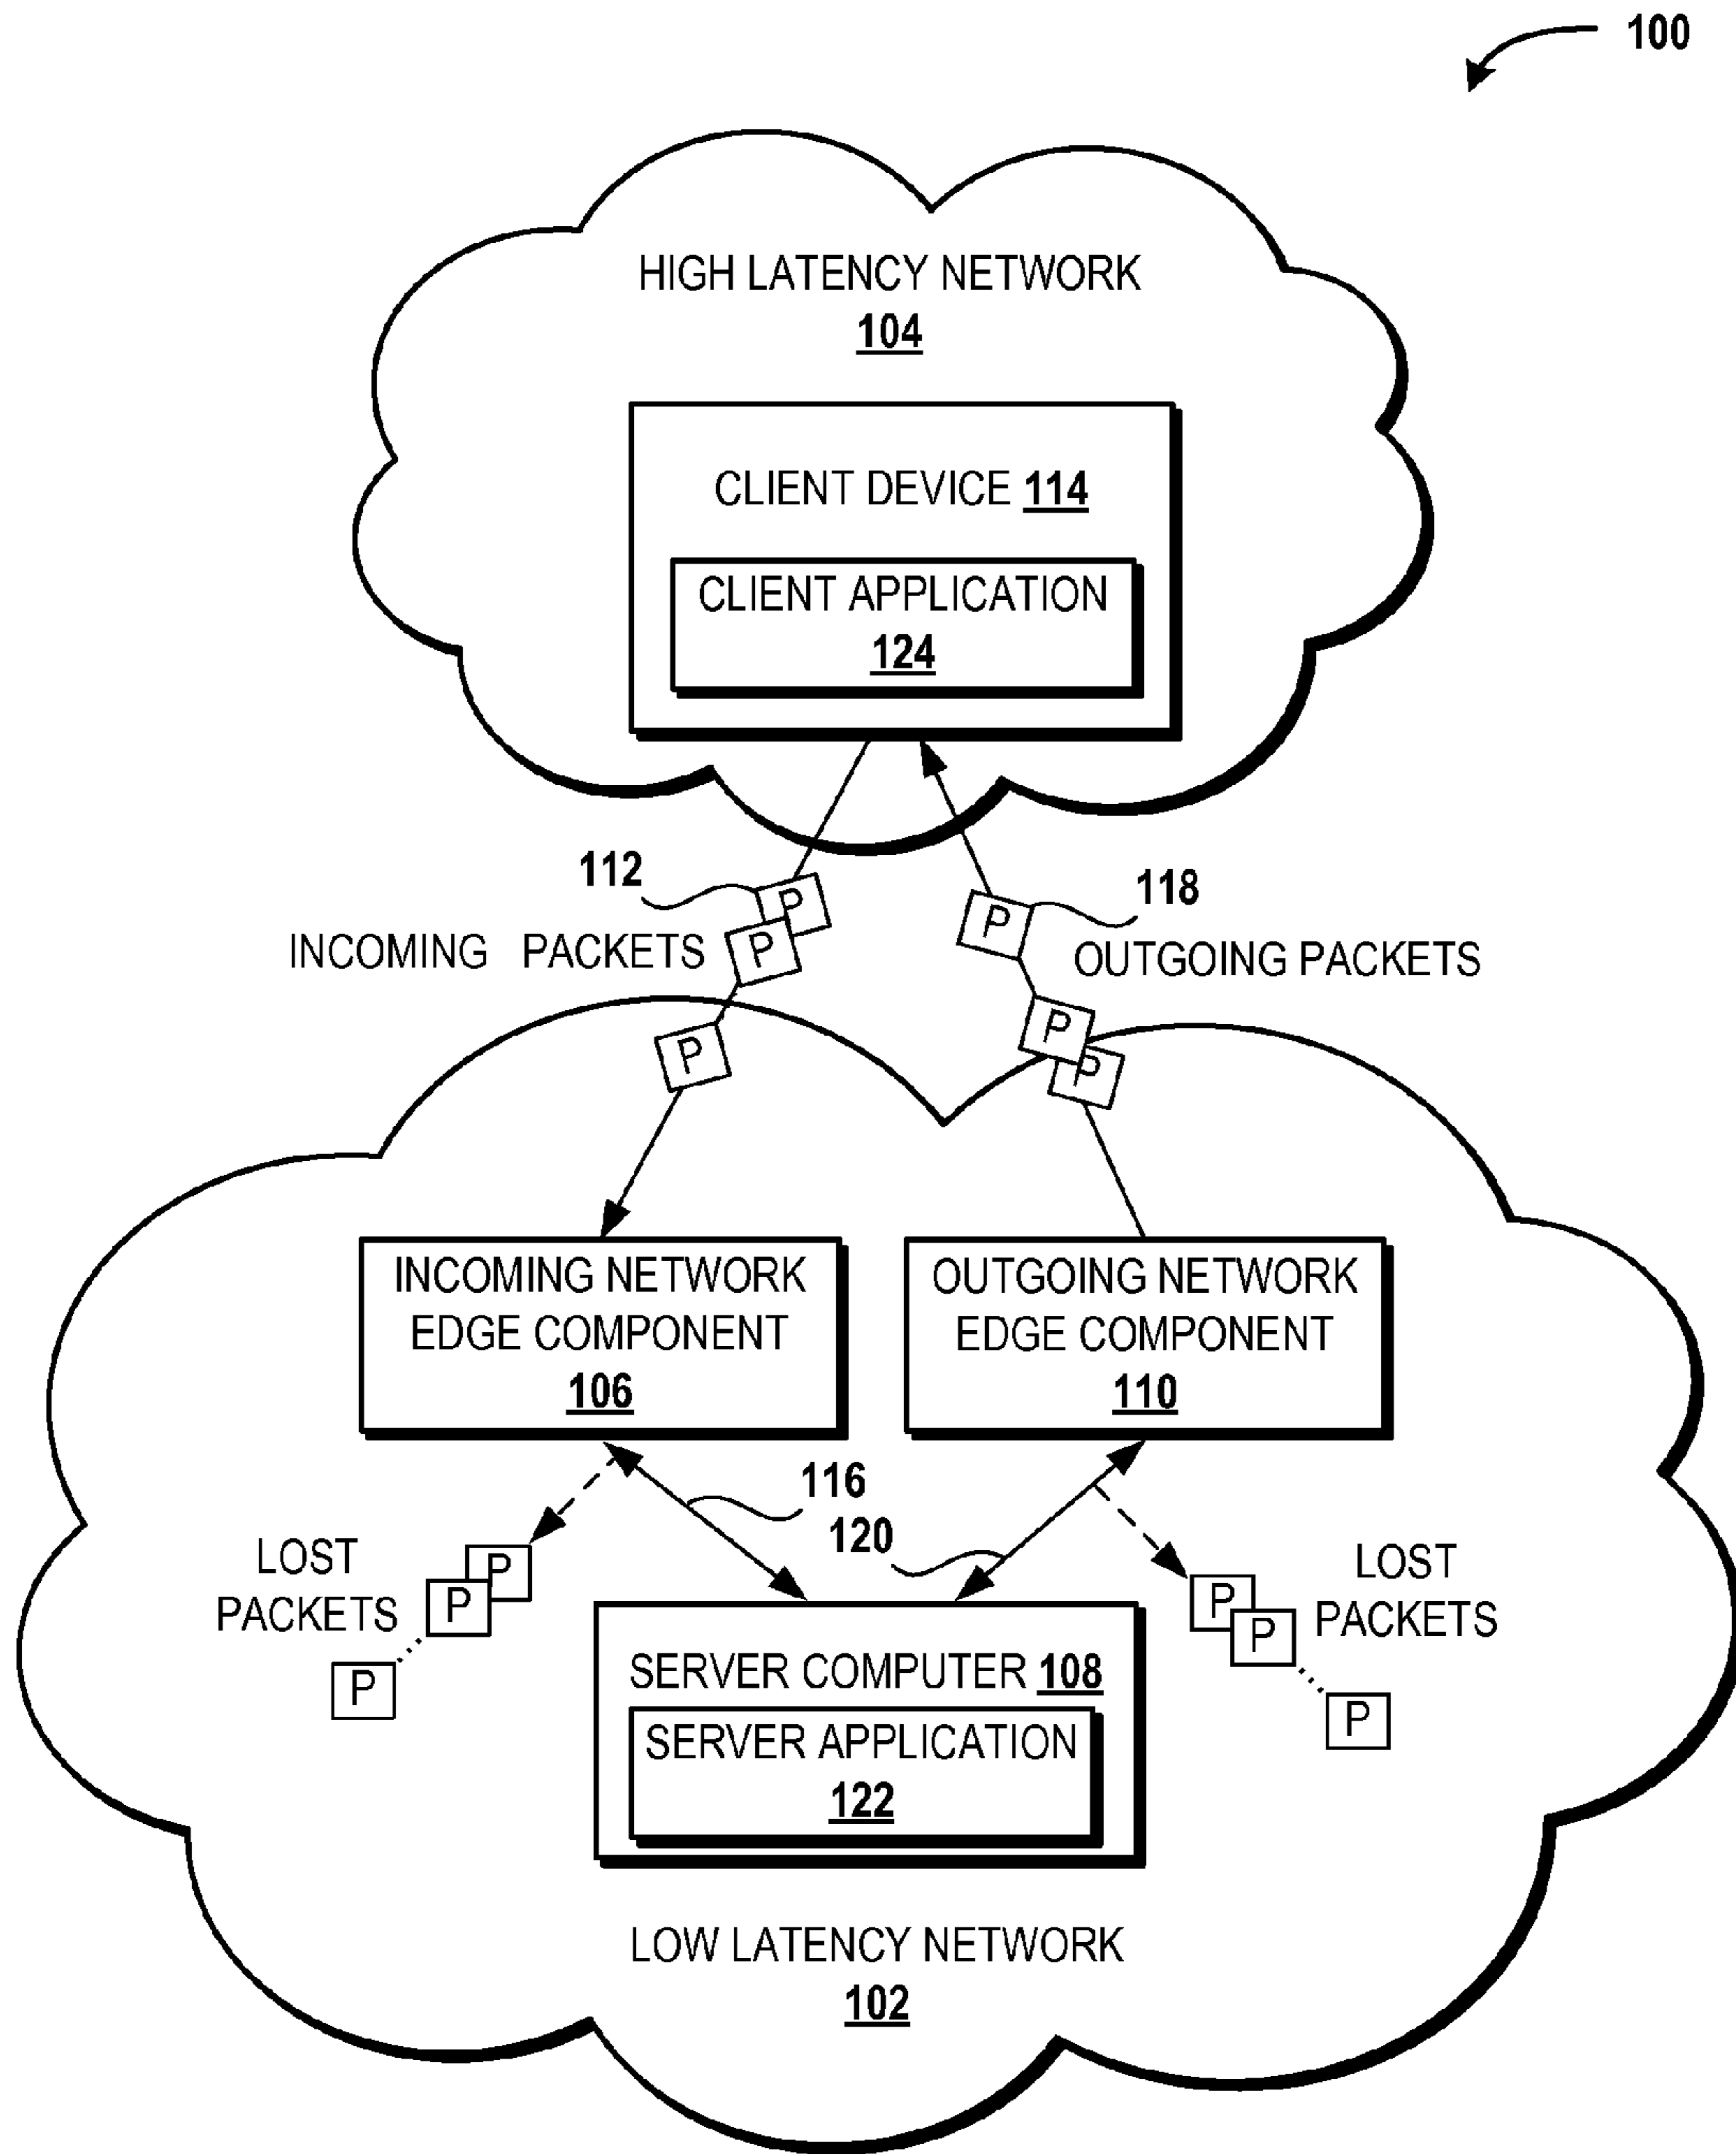 100
HIGH LATENCY NETWORK
104
CLIENT DEVICE 114
CLIENT APPLICATION
124
112
118
P
P
P
INCOMING PACKETS
OUTGOING PACKETS
P
P
P
INCOMING NETWORK
EDGE COMPONENT
106
OUTGOING NETWORK
EDGE COMPONENT
110
116
120
LOST
PACKETS
P
P
P
LOST
PACKETS
P
P
P
SERVER COMPUTER 108
SERVER APPLICATION
122
LOW LATENCY NETWORK
102